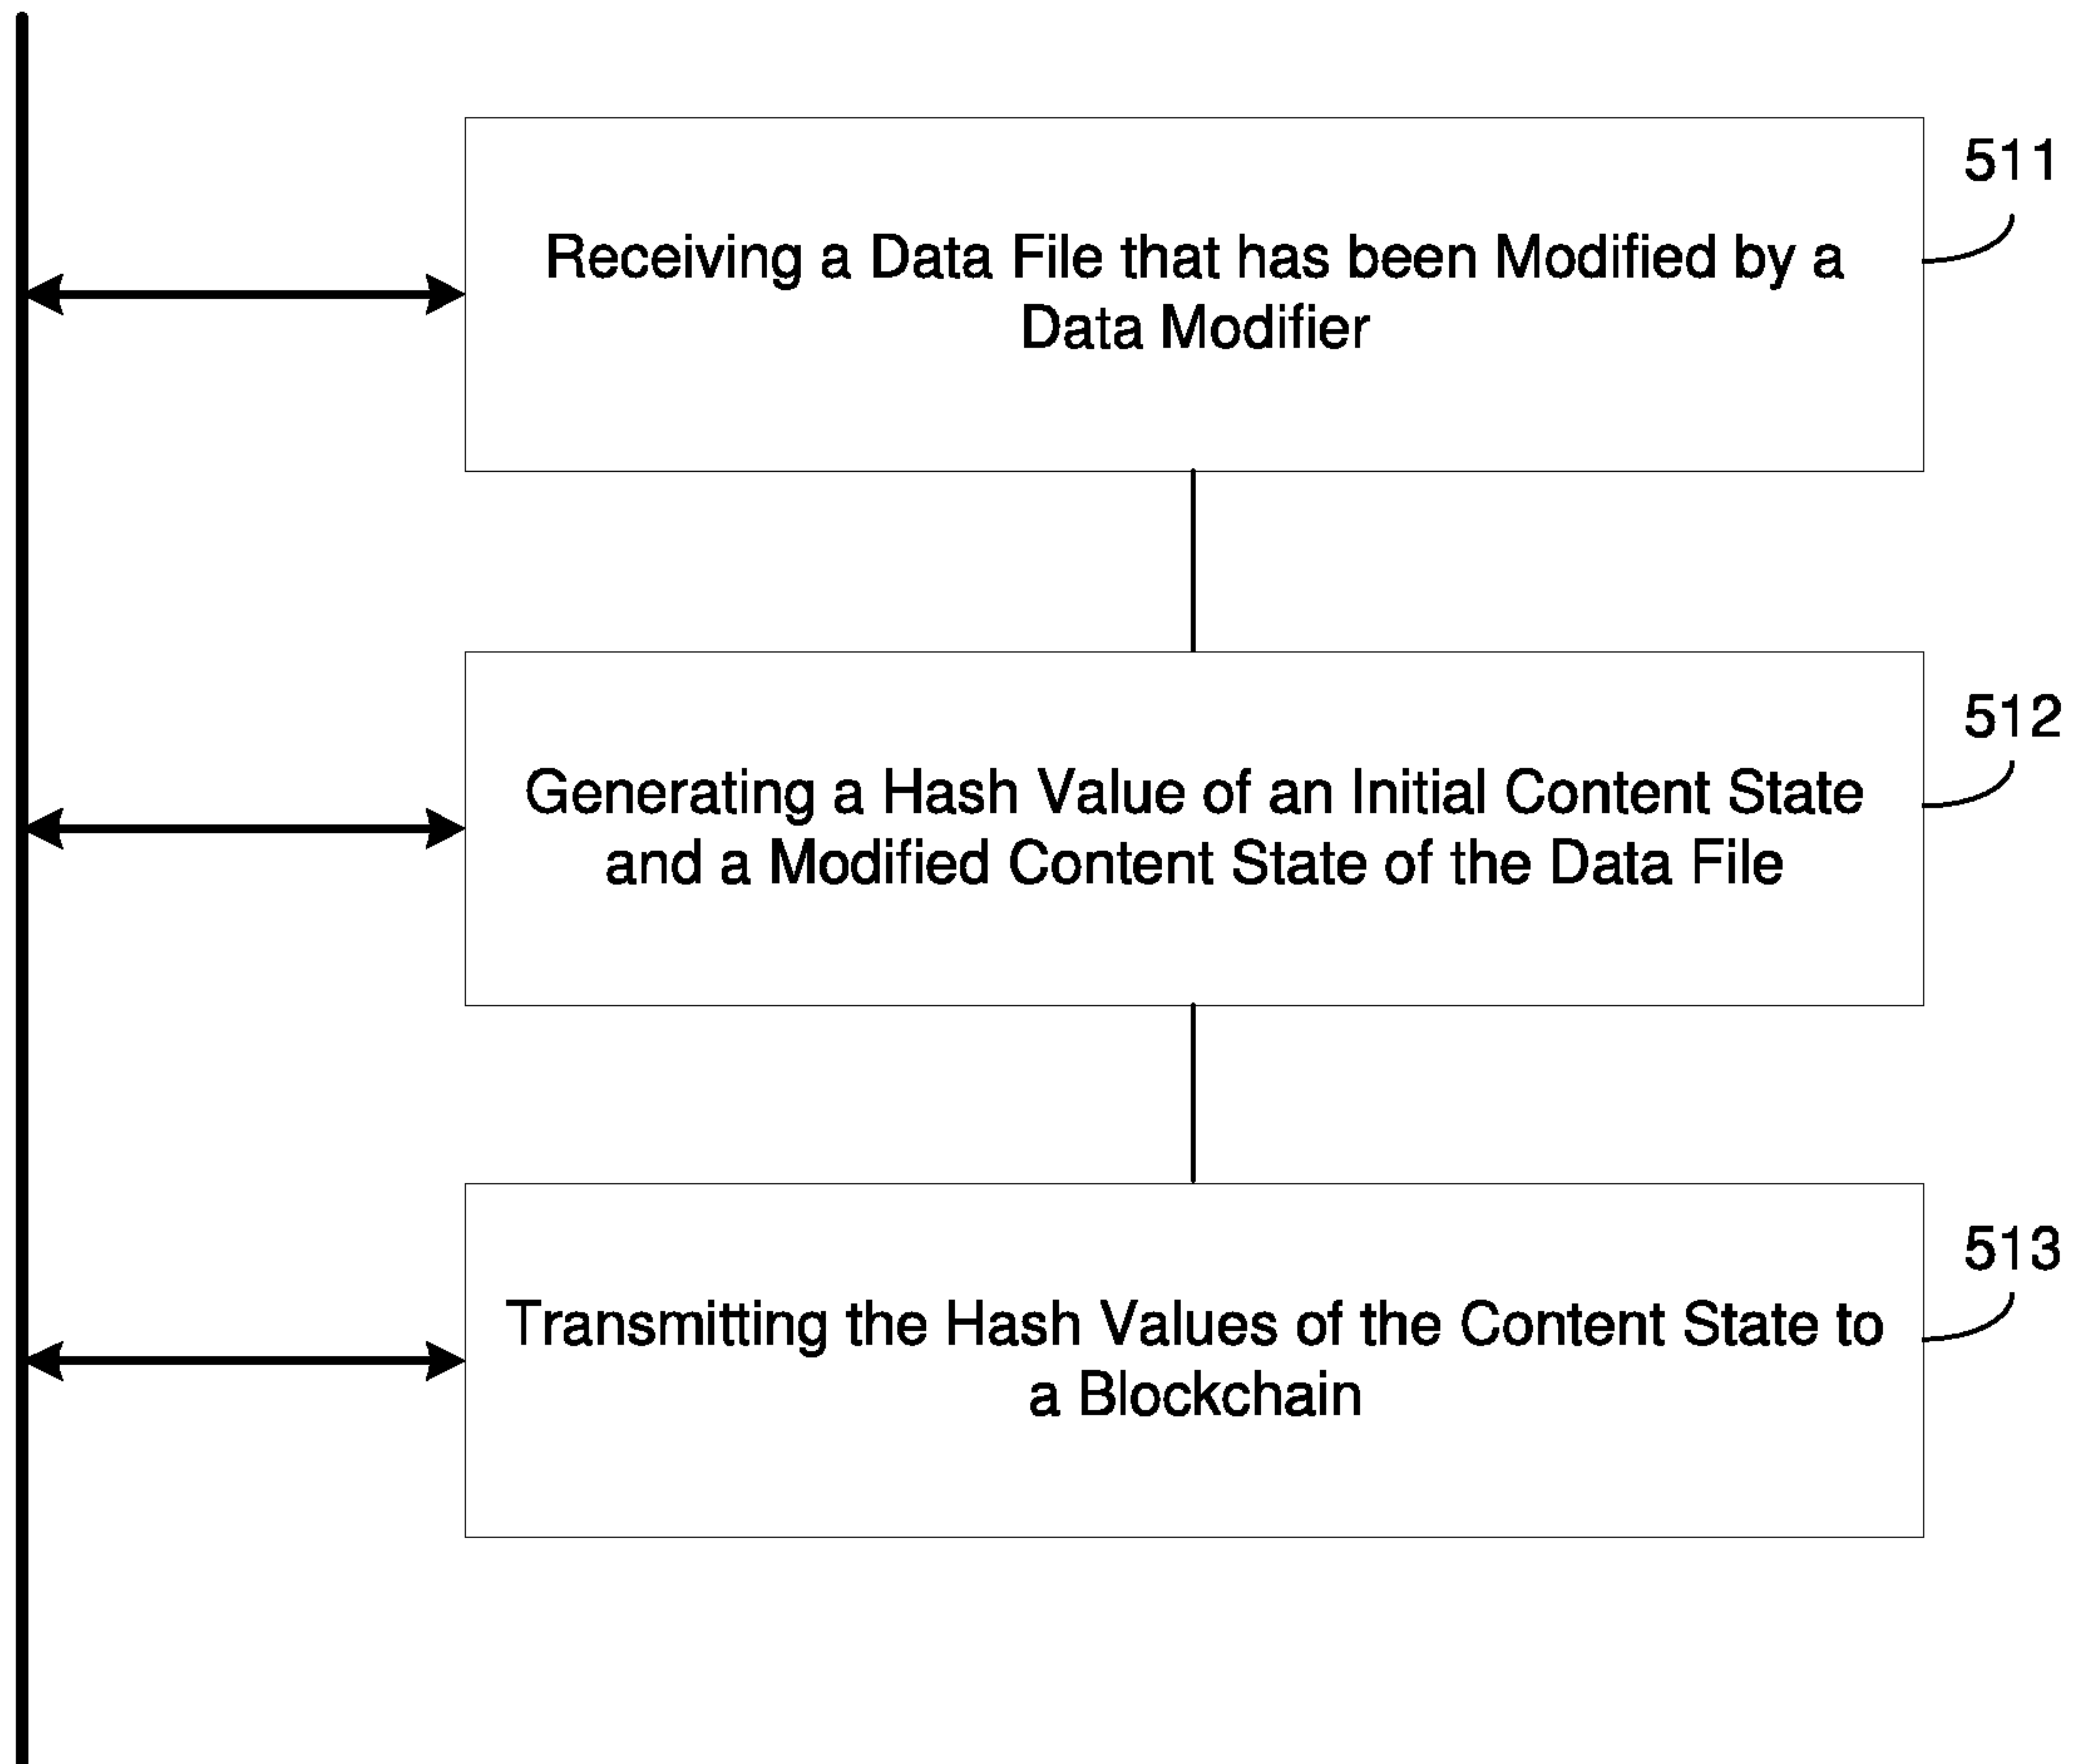 511
Receiving a Data File that has been Modified by a
Data Modifier
512
Generating a Hash Value of an Initial Content State
and a Modified Content State of the Data File
513
Transmitting the Hash Values of the Content State to
a Blockchain